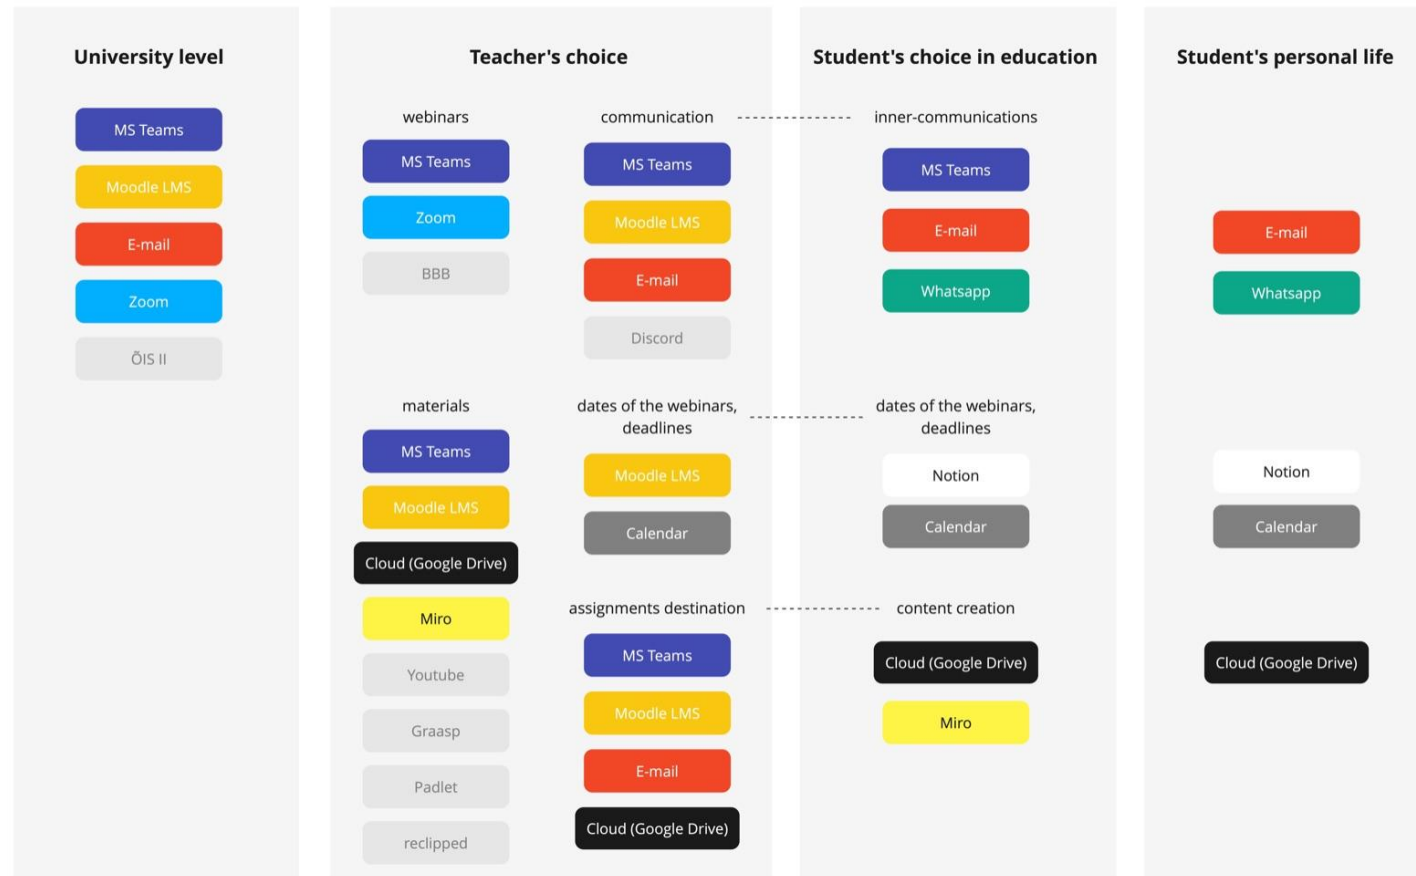 University level
MS Teams
Moodle LMS
E-mail
Zoom
ÕIS II
Teacher's choice
webinars
MS Teams
Zoom
BBB
communication
MS Teams
Moodle LMS
E-mail
Discord
materials
MS Teams
Moodle LMS
Cloud (Google Drive)
Miro
Youtube
Graasp
Padlet
reclipped
dates of the webinars,
deadlines
Moodle LMS
Calendar
assignments destination
MS Teams
Moodle LMS
E-mail
Cloud (Google Drive)
Student's choice in education
inner-communications
MS Teams
E-mail
Whatsapp
dates of the webinars,
deadlines
Notion
Calendar
content creation
Cloud (Google Drive)
Miro
Student's personal life
E-mail
Whatsapp
Notion
Calendar
Cloud (Google Drive)